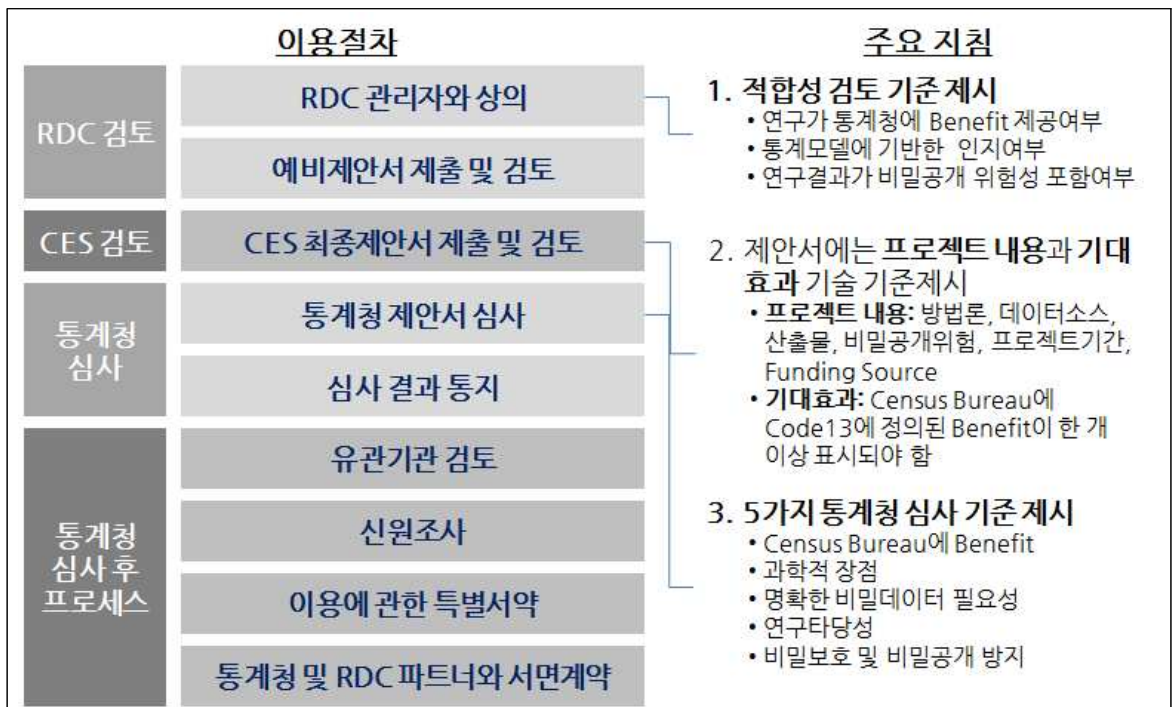 이용절차
RDC 검토
RDC 관리자와 상의
예비제안서 제출 및 검토
CES 검토
CES 최종제안서 제출 및 검토
통계청
심사
통계청 제안서 심사
심사 결과 통지
통계청
심사 후
프로세스
유관기관 검토
신원조사
이용에 관한 특별서약
통계청 및 RDC 파트너와 서면계약
주요 지침
1. 적합성 검토 기준 제시
• 연구가 통계청에 Benefit 제공여부
• 통계모델에 기반한 인지여부
• 연구결과가 비밀공개 위험성 포함여부
2. 제안서에는 프로젝트 내용과 기대
효과 기술 기준제시
• 프로젝트 내용: 방법론, 데이터소스,
산출물, 비밀공개위험, 프로젝트기간,
Funding Source
• 기대효과: Census Bureau에
Code13에 정의된 Benefit이 한 개
이상 표시되야 함
3. 5가지 통계청 심사 기준 제시
• Census Bureau에 Benefit
• 과학적 장점
• 명확한 비밀데이터 필요성
• 연구타당성
• 비밀보호 및 비밀공개 방지